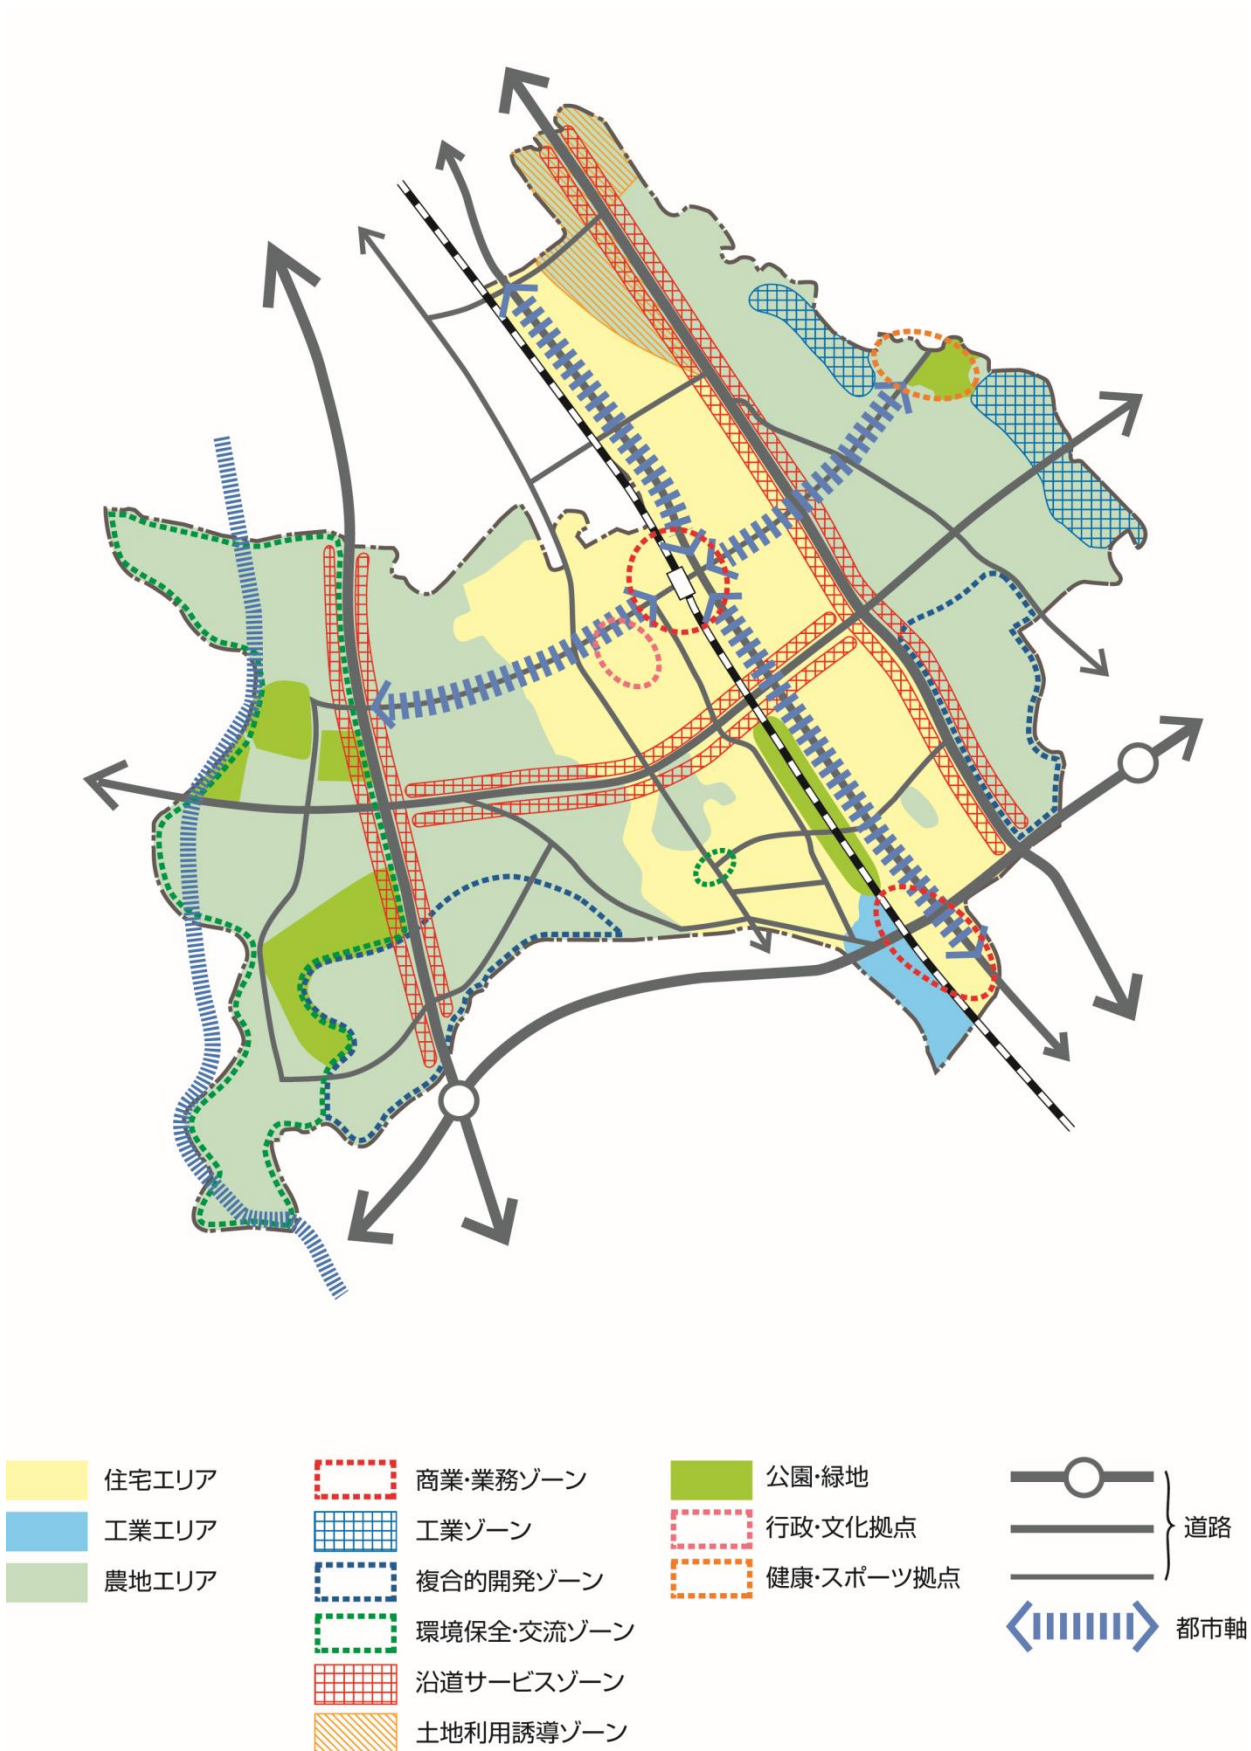 住宅エリア
工業エリア
農地エリア
商業・業務ゾーン
工業ゾーン
複合的開発ゾーン
環境保全・交流ゾーン
沿道サービスゾーン
土地利用誘導ゾーン
公園・緑地
行政・文化拠点
健康・スポーツ拠点
道路
都市軸